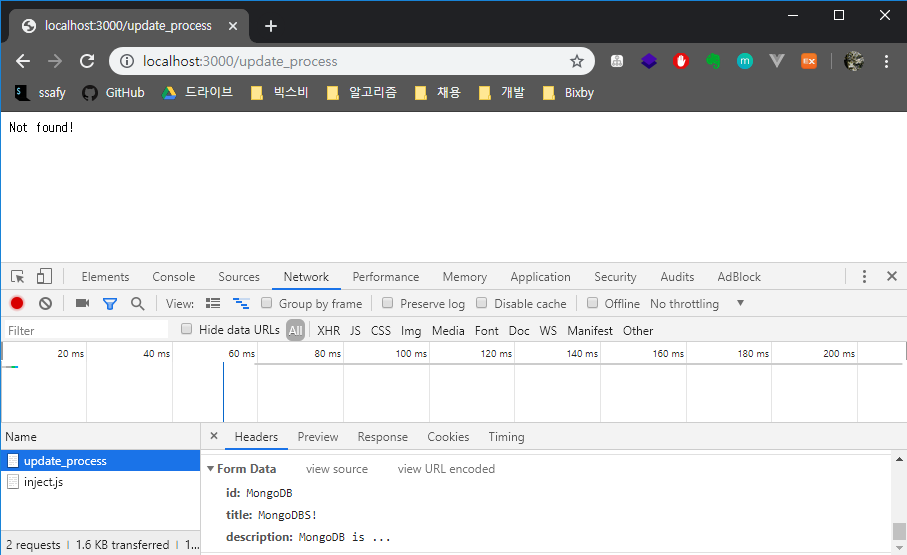 localhost:3000/update_process
localhost:3000/update_process
ssafy GitHub 드라이브 빅스비 알고리즘 채용 개발 Bixby
Not found!
Elements Console Sources Network Performance Memory Application Security Audits AdBlock
View: Group by frame Preserve log Disable cache Offline No throttling
Filter Hide data URLs All XHR JS CSS Img Media Font Doc WS Manifest Other
20 ms 40 ms 60 ms 80 ms 100 ms 120 ms 140 ms 160 ms 180 ms 200 ms
Name Headers Preview Response Cookies Timing
update_process
inject.js
Form Data view source view URL encoded
id: MongoDB
title: MongoDBS!
description: MongoDB is ...
2 requests 1.6 KB transferred 1...